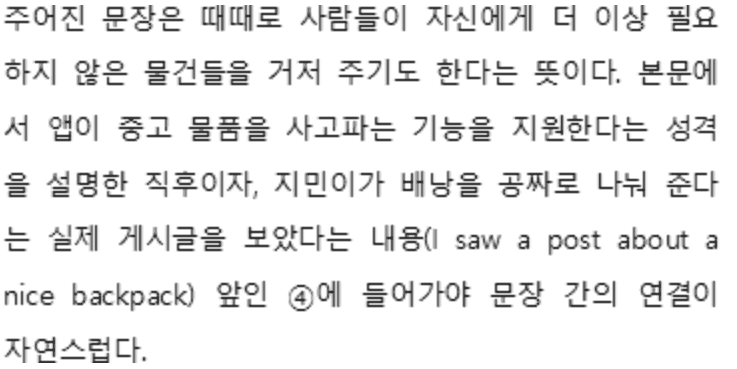 주어진 문장은 때때로 사람들이 자신에게 더 이상 필요
하지 않은 물건들을 거저 주기도 한다는 뜻이다. 본문에
서 앱이 중고 물품을 사고파는 기능을 지원한다는 성격
을 설명한 직후이자, 지민이가 배낭을 공짜로 나눠 준다
는 실제 게시글을 보았다는 내용(I saw a post about a
nice backpack) 앞인 ④에 들어가야 문장 간의 연결이
자연스럽다.